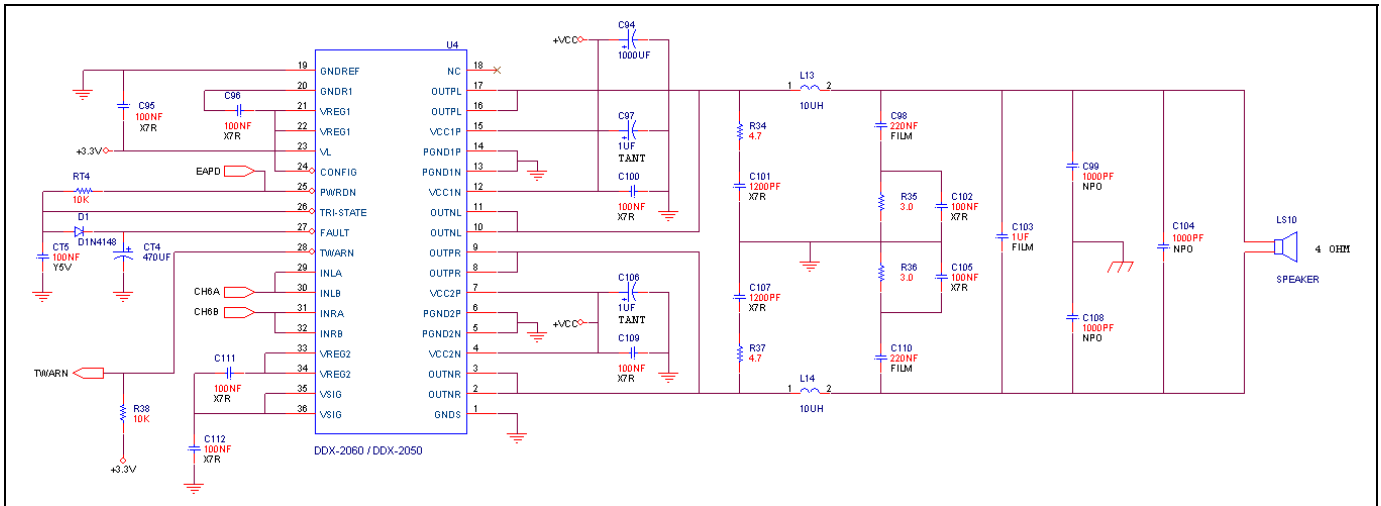 C94
+VCC
1000UF
U4
19 GNDREF
20 GNDR1
21 VREG1
22 VREG1
23 VL
24 CONFIG
25 PWRDN
26 TRI-STATE
27 FAULT
28 TWARN
29 INLA
30 INLB
31 INRA
32 INRB
33 VREG2
34 VREG2
35 VSIG
36 VSIG
NC 18
OUTPL 17
OUTPL 16
VCC1P 15
PGND1P 14
PGND1N 13
VCC1N 12
OUTNL 11
OUTNL 10
OUTPR 9
OUTPR 8
VCC2P 7
PGND2P 6
PGND2N 5
VCC2N 4
OUTNR 3
OUTNR 2
GNDS 1
DDX-2060 / DDX-2050
C95
100NF
X7R
C96
100NF
X7R
+3.3V
EAPD
RT4
10K
D1
D1N4148
CT5
100NF
Y5V
CT4
470UF
CH6A
CH6B
TWARN
R38
10K
+3.3V
C111
100NF
X7R
C112
100NF
X7R
C97
1UF
TANT
C100
100NF
X7R
C106
1UF
TANT
+VCC
C109
100NF
X7R
L13
1 2
10UH
R34
4.7
C101
1200PF
X7R
C107
1200PF
X7R
R37
4.7
L14
1 2
10UH
C98
220NF
FILM
R35
3.0
C102
100NF
X7R
R36
3.0
C105
100NF
X7R
C110
220NF
FILM
C103
1UF
FILM
C99
1000PF
NPO
C108
1000PF
NPO
C104
1000PF
NPO
LS10
4 OHM
SPEAKER